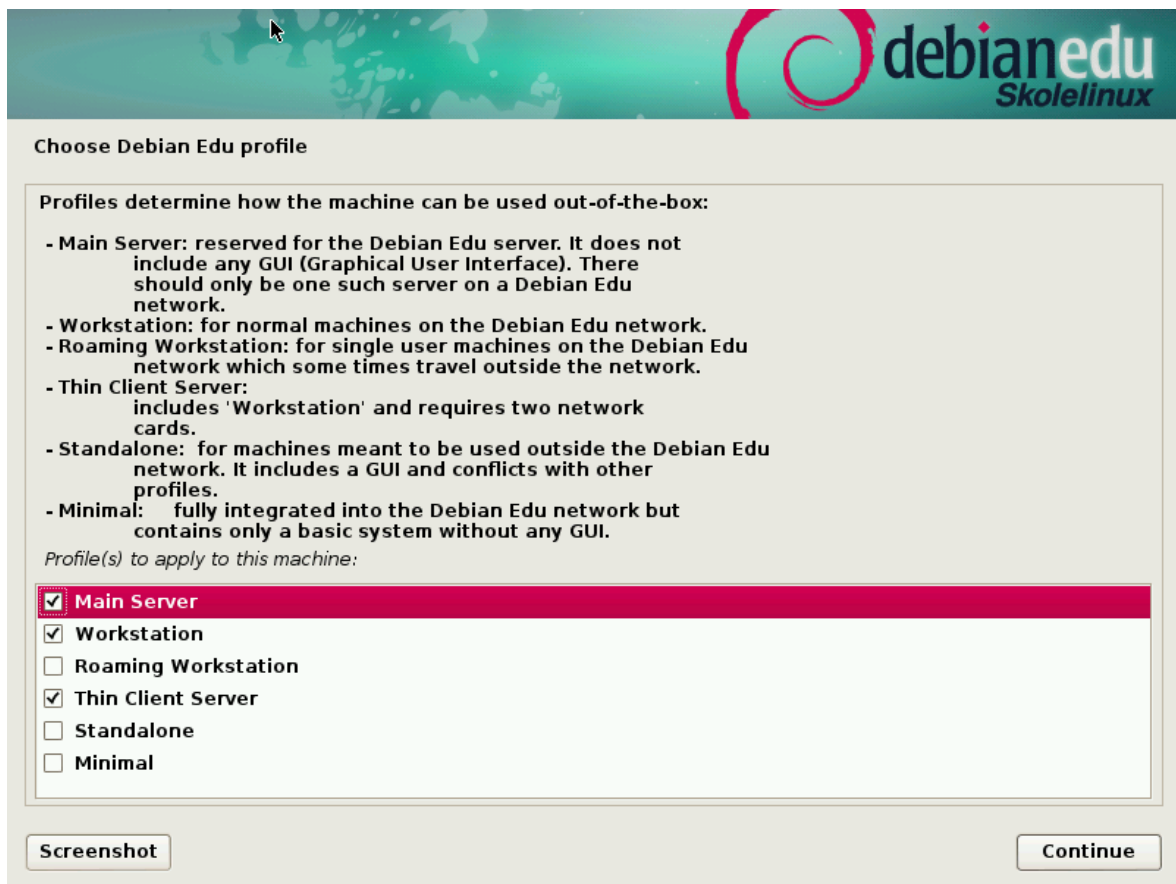 debianedu
Skolelinux
Choose Debian Edu profile
Profiles determine how the machine can be used out-of-the-box:
- Main Server: reserved for the Debian Edu server. It does not
include any GUI (Graphical User Interface). There
should only be one such server on a Debian Edu
network.
- Workstation: for normal machines on the Debian Edu network.
- Roaming Workstation: for single user machines on the Debian Edu
network which some times travel outside the network.
- Thin Client Server:
includes 'Workstation' and requires two network
cards.
- Standalone: for machines meant to be used outside the Debian Edu
network. It includes a GUI and conflicts with other
profiles.
- Minimal: fully integrated into the Debian Edu network but
contains only a basic system without any GUI.
Profile(s) to apply to this machine:
Main Server
Workstation
Roaming Workstation
Thin Client Server
Standalone
Minimal
Screenshot
Continue